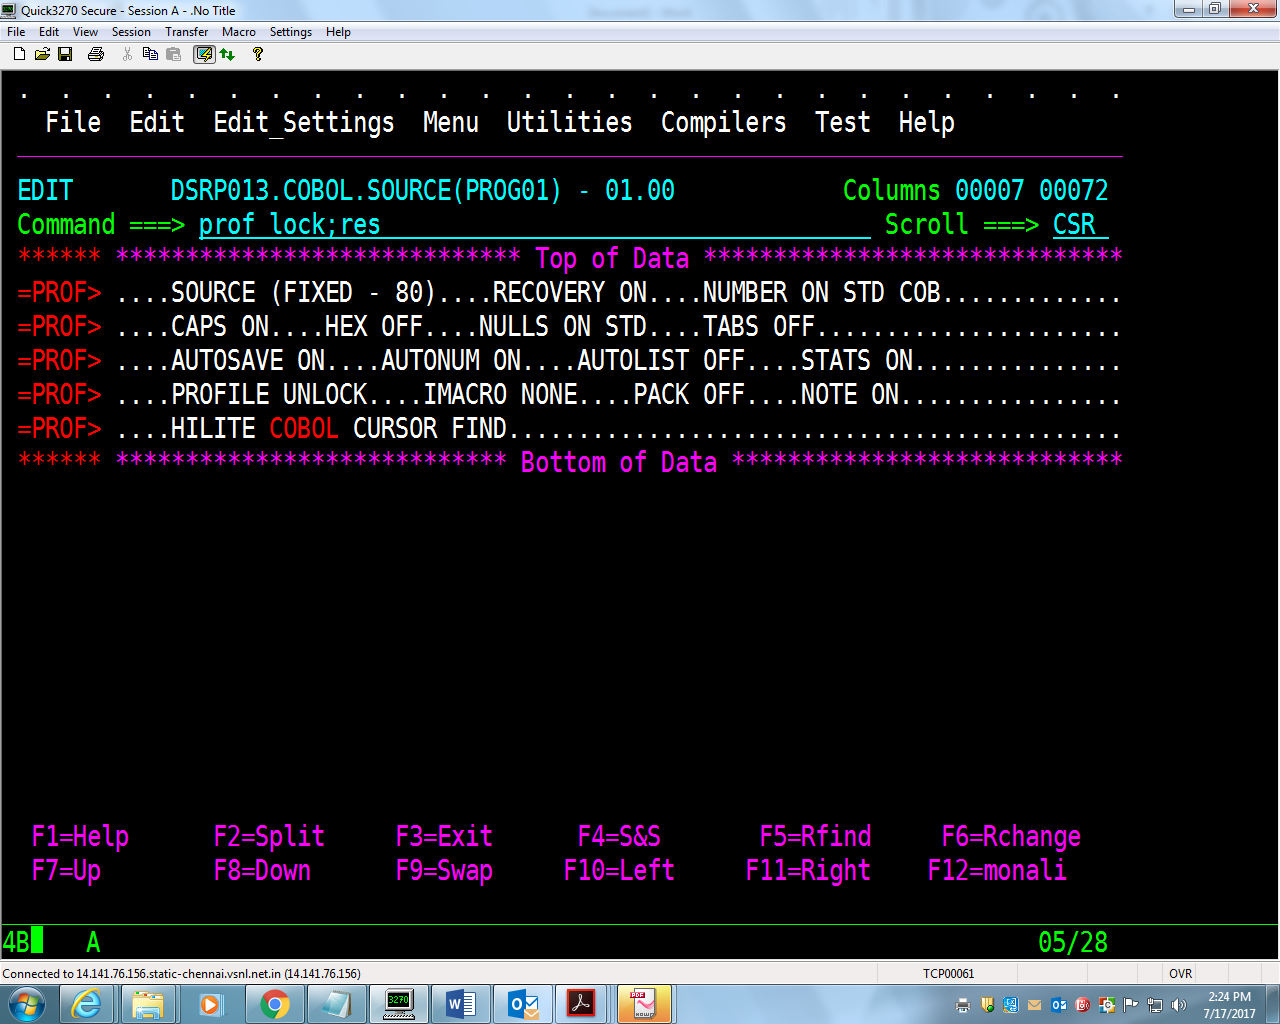 Quick3270 Secure - Session A - .No Title
File Edit View Session Transfer Macro Settings Help
. . . . . . . . . . . . . . . . . . . . . . . . . . .
File Edit Edit_Settings Menu Utilities Compilers Test Help
EDIT DSRP013.COBOL.SOURCE(PROG01) - 01.00 Columns 00007 00072
Command ===> prof lock;res Scroll ===> CSR
****** ***************************** Top of Data ******************************
=PROF> ....SOURCE (FIXED - 80)....RECOVERY ON....NUMBER ON STD COB.............
=PROF> ....CAPS ON....HEX OFF....NULLS ON STD....TABS OFF......................
=PROF> ....AUTOSAVE ON....AUTONUM ON....AUTOLIST OFF....STATS ON...............
=PROF> ....PROFILE UNLOCK....IMACRO NONE....PACK OFF....NOTE ON................
=PROF> ....HILITE COBOL CURSOR FIND............................................
****** **************************** Bottom of Data ****************************
F1=Help F2=Split F3=Exit F4=S&S F5=Rfind F6=Rchange
F7=Up F8=Down F9=Swap F10=Left F11=Right F12=monali
4B A 05/28
Connected to 14.141.76.156.static-chennai.vsnl.net.in (14.141.76.156) TCP00061 OVR
3270
PDF
2:24 PM
7/17/2017